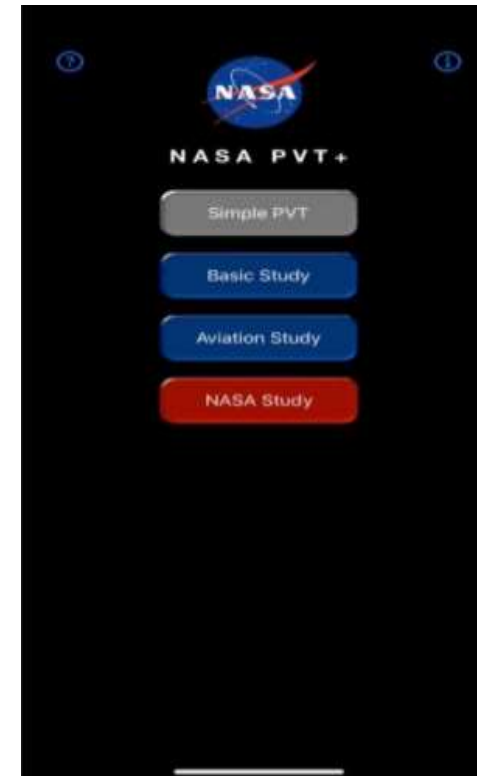 ?
i
NASA
NASA PVT+
Simple PVT
Basic Study
Aviation Study
NASA Study